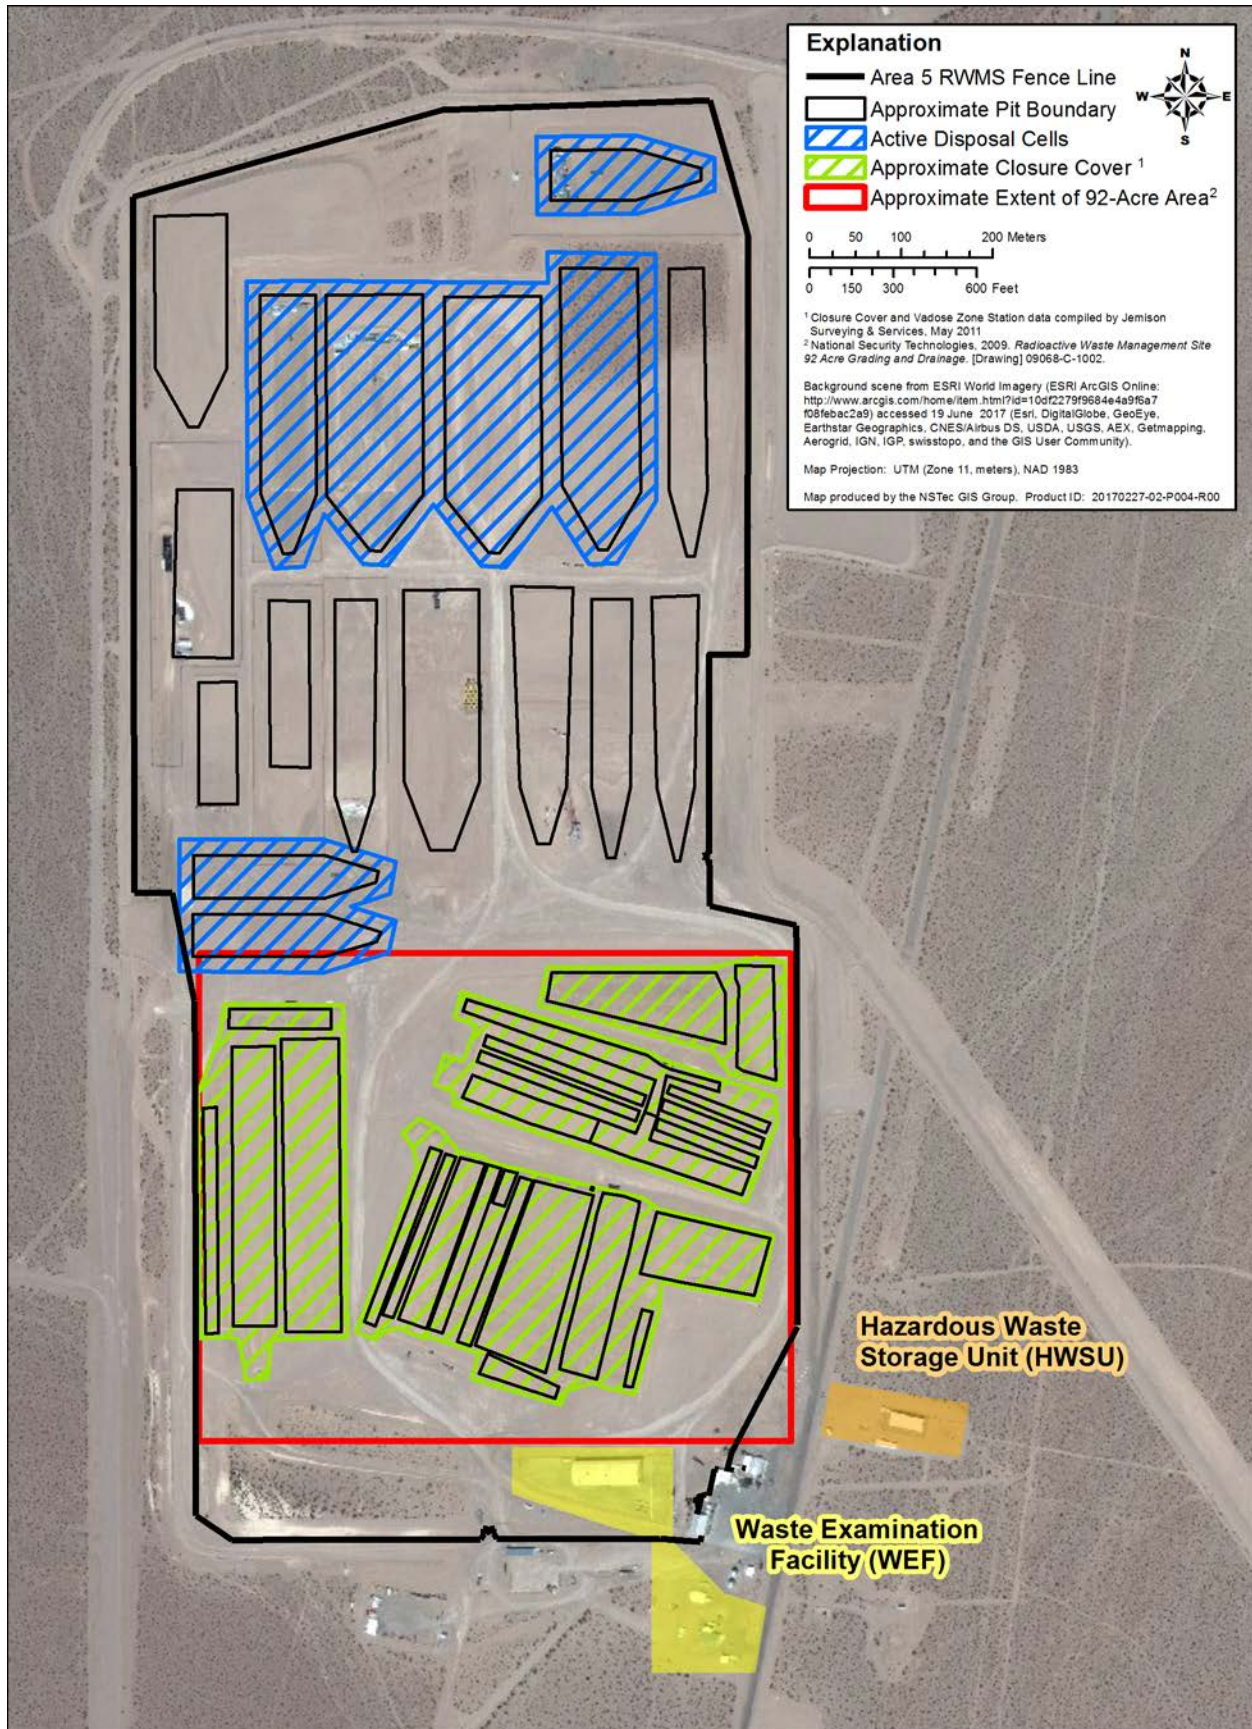 Explanation
Area 5 RWMS Fence Line
Approximate Pit Boundary
Active Disposal Cells
Approximate Closure Cover 1
Approximate Extent of 92-Acre Area2
N
W E
S
0 50 100 200 Meters
0 150 300 600 Feet
1 Closure Cover and Vadose Zone Station data compiled by Jemison
Surveying & Services, May 2011
2 National Security Technologies, 2009. Radioactive Waste Management Site
92 Acre Grading and Drainage. [Drawing] 09068-C-1002.
Background scene from ESRI World Imagery (ESRI ArcGIS Online:
http://www.arcgis.com/home/item.html?id=10df2279f9684e4a9f6a7
f08febac2a9) accessed 19 June 2017 (Esri, DigitalGlobe, GeoEye,
Earthstar Geographics, CNES/Airbus DS, USDA, USGS, AEX, Getmapping,
Aerogrid, IGN, IGP, swisstopo, and the GIS User Community).
Map Projection: UTM (Zone 11, meters), NAD 1983
Map produced by the NSTec GIS Group. Product ID: 20170227-02-P004-R00
Hazardous Waste
Storage Unit (HWSU)
Waste Examination
Facility (WEF)